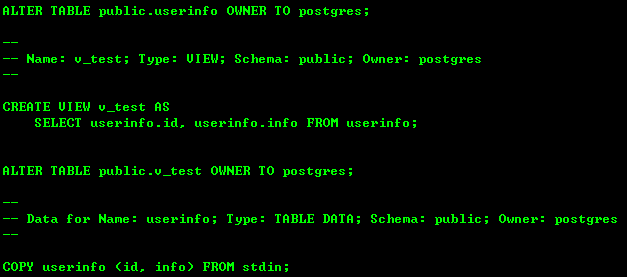 ALTER TABLE public.userinfo OWNER TO postgres;
--
-- Name: v_test; Type: VIEW; Schema: public; Owner: postgres
--
CREATE VIEW v_test AS
    SELECT userinfo.id, userinfo.info FROM userinfo;
ALTER TABLE public.v_test OWNER TO postgres;
--
-- Data for Name: userinfo; Type: TABLE DATA; Schema: public; Owner: postgres
--
COPY userinfo (id, info) FROM stdin;